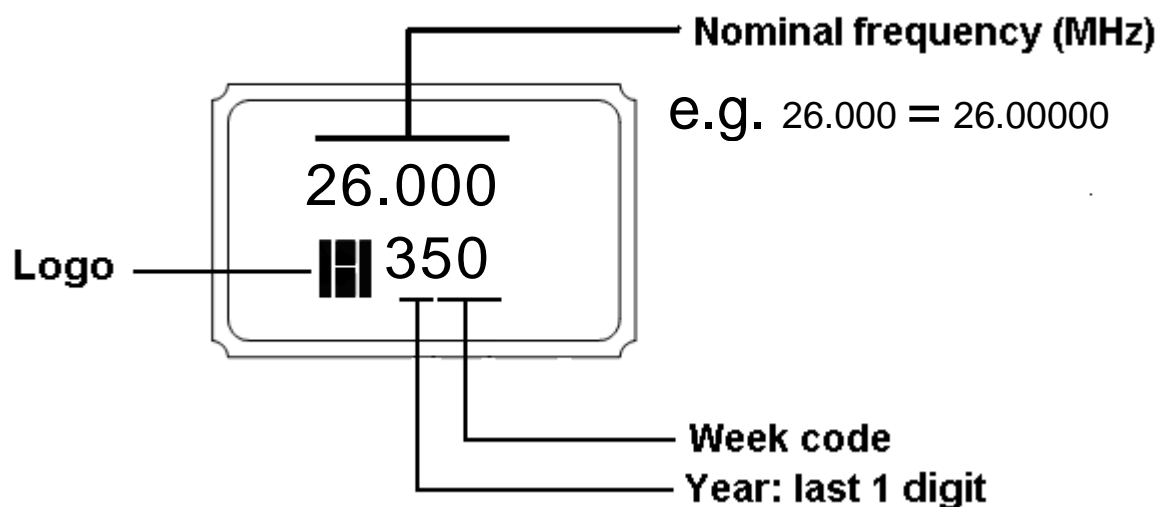 Nominal frequency (MHz)
e.g. 26.000 = 26.00000
26.000
Logo
350
Week code
Year: last 1 digit